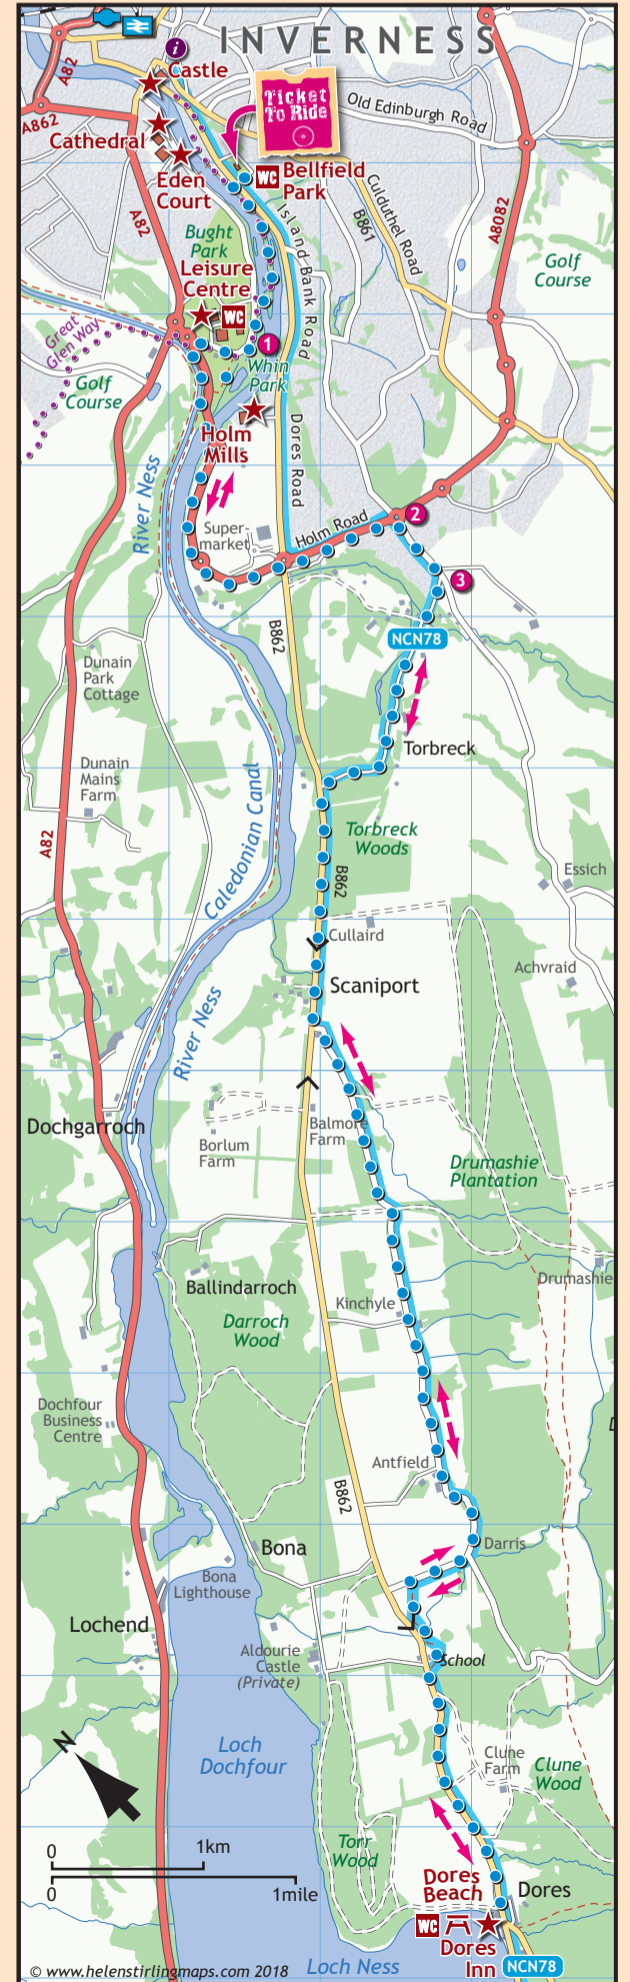 INVERNESS
i
A82
Castle
Ticket
To Ride
Old Edinburgh Road
A862
Cathedral
WC
Bellfield
Park
Eden
Court
A82
Culduthel Road
B861
A8082
Island Bank Road
Bught
Park
Golf
Course
Leisure
Centre
WC
Great
Glen Way
1
Whin
Park
Golf
Course
Holm
Mills
Dores Road
River Ness
2
Super-
market
Holm Road
3
B862
NCN78
Dunain
Park
Cottage
Torbreck
Dunain
Mains
Farm
Caledonian Canal
Torbreck
Woods
A82
B862
Essich
Cullaird
Achvraid
Scaniport
River Ness
Dochgarroch
Balmore
Farm
Borlum
Farm
Drumashie
Plantation
Drumashie
Ballindarroch
Kinchyle
Darroch
Wood
Dochfour
Business
Centre
Antfield
B862
Bona
Darris
Bona
Lighthouse
Lochend
Aldourie
Castle
(Private)
School
Loch
Dochfour
N
Clune
Farm
Clune
Wood
0
1km
0
1mile
Torr
Wood
Dores
Beach
Dores
WC
Dores
Inn
Loch Ness
NCN78
© www.helenstirlingmaps.com 2018